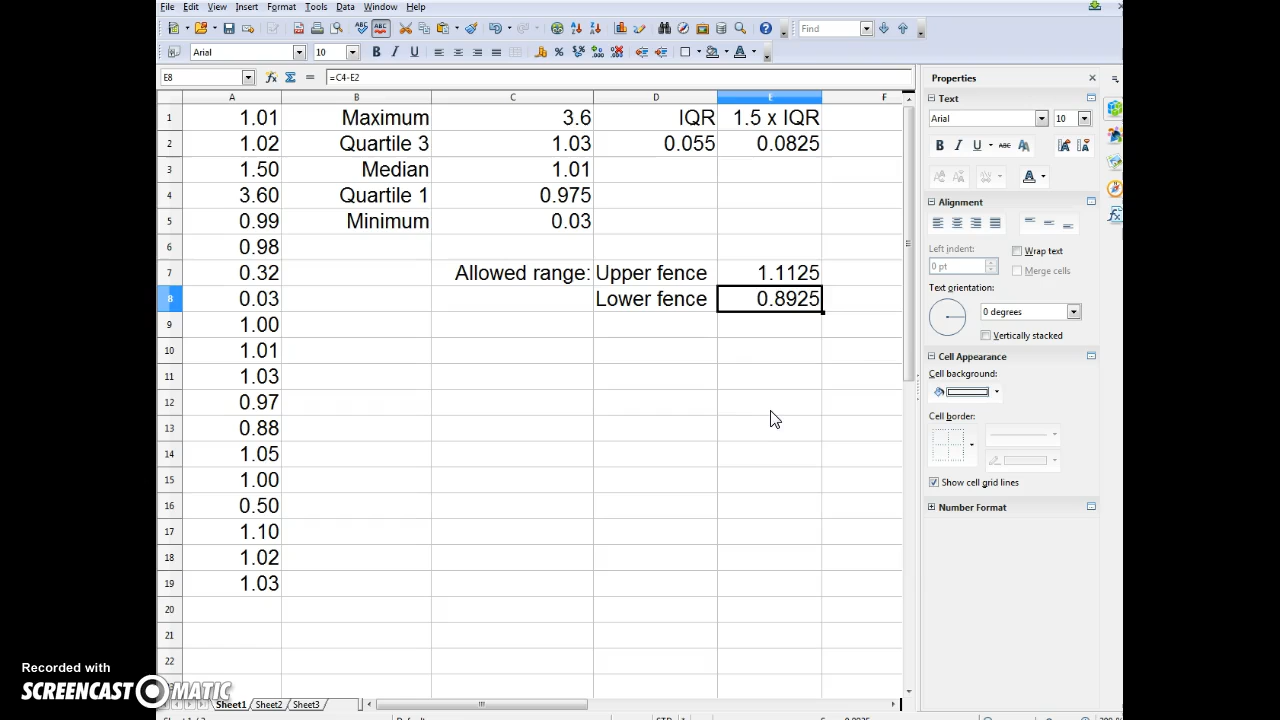 File Edit View Insert Format Tools Data Window Help
Find
Arial 10
E8 =C4-E2
A B C D E F
1 1.01 Maximum 3.6 IQR 1.5 x IQR
2 1.02 Quartile 3 1.03 0.055 0.0825
3 1.50 Median 1.01
4 3.60 Quartile 1 0.975
5 0.99 Minimum 0.03
6 0.98
7 0.32 Allowed range: Upper fence 1.1125
8 0.03 Lower fence 0.8925
9 1.00
10 1.01
11 1.03
12 0.97
13 0.88
14 1.05
15 1.00
16 0.50
17 1.10
18 1.02
19 1.03
20
21
22
Sheet1 Sheet2 Sheet3
Properties
Text
Arial 10
Alignment
Left indent:
0 pt
Wrap text
Merge cells
Text orientation:
0 degrees
Vertically stacked
Cell Appearance
Cell background:
Cell border:
Show cell grid lines
Number Format
Recorded with
SCREENCAST-O-MATIC